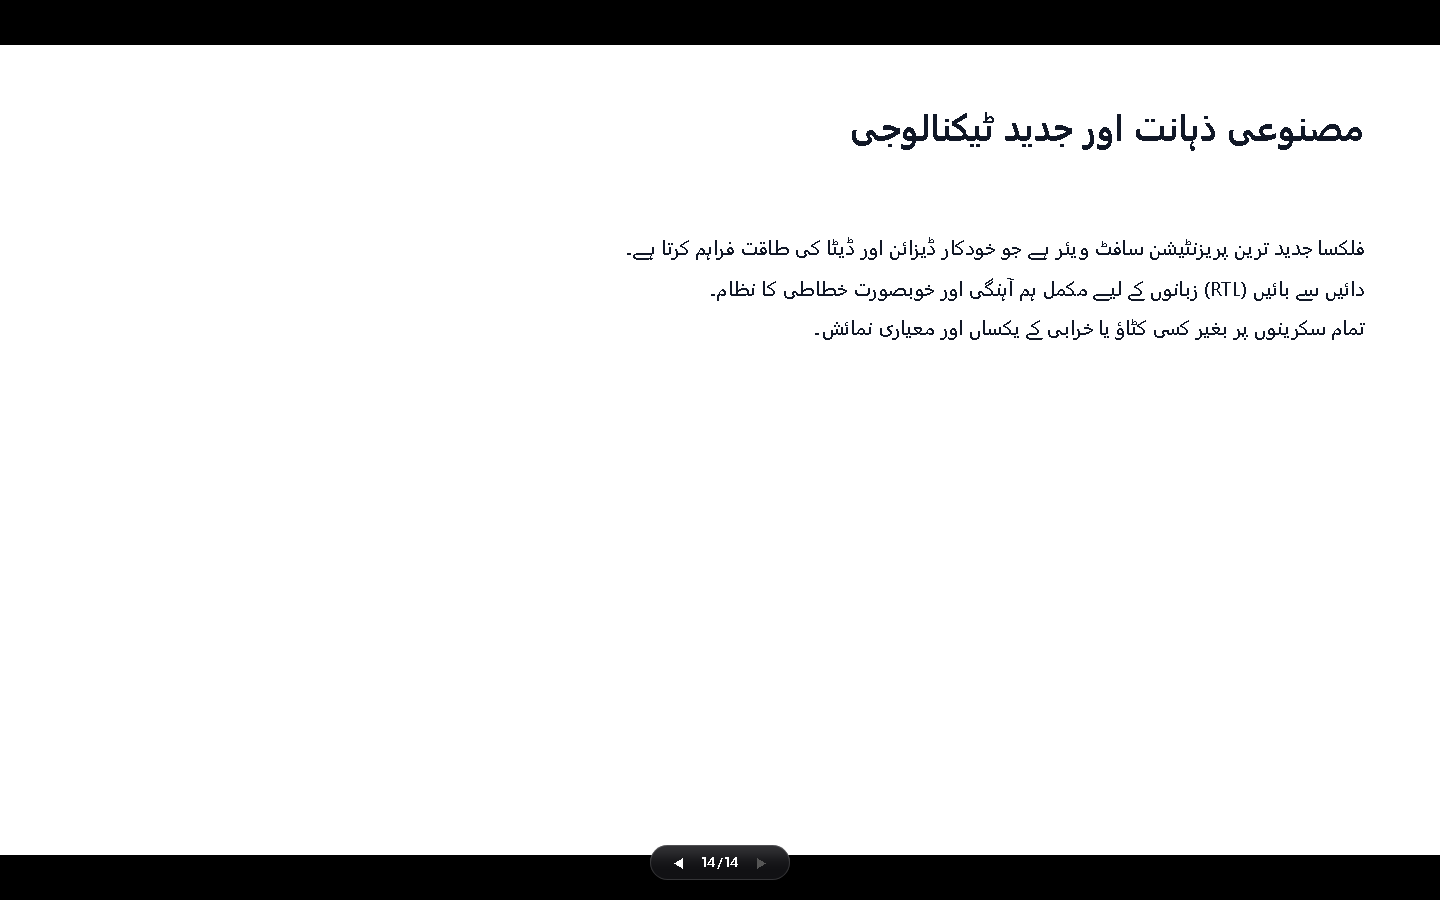 مصنوعی ذہانت اور جدید ٹیکنالوجی
فلکسا جدید ترین پریزنٹیشن سافٹ ویئر ہے جو خودکار ڈیزائن اور ڈیٹا کی طاقت فراہم کرتا ہے۔
دائیں سے بائیں (RTL) زبانوں کے لیے مکمل ہم آہنگی اور خوبصورت خطاطی کا نظام۔
تمام سکرینوں پر بغیر کسی کٹاؤ یا خرابی کے یکساں اور معیاری نمائش۔
14/14